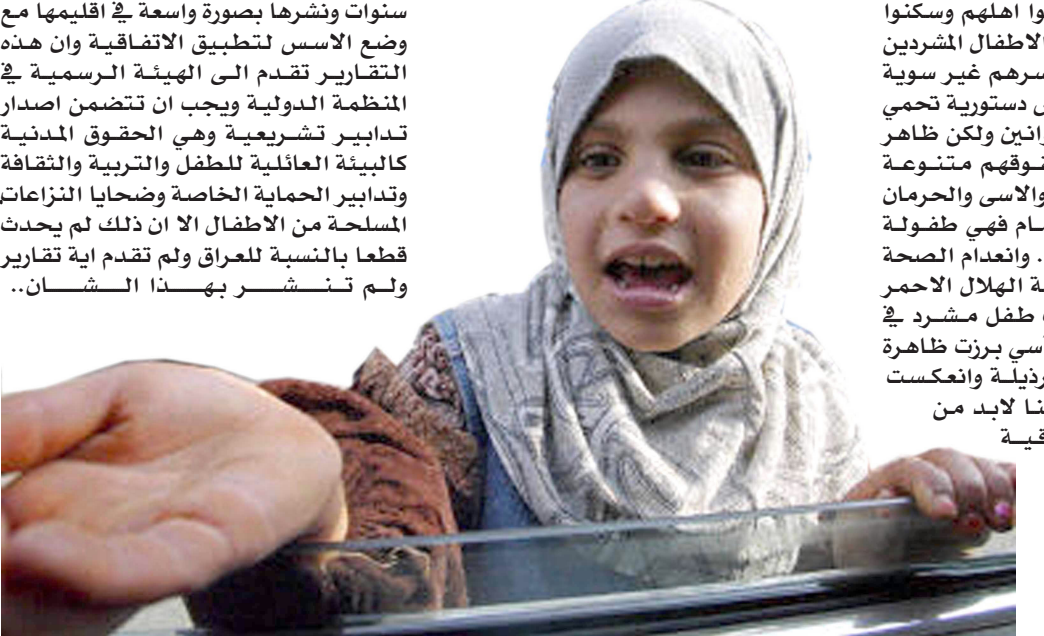 وا اهلهم وسكنوا
الاطفال المشردين
سرهم غير سوية
دستورية تحمي
وانين ولكن ظاهر
قوقهم متنوعة
والاسى والحرمان
ام فهي طفولة
. وانعدام الصحة
ة الهلال الاحمر
طفل مشرد في
سي برزت ظاهرة
رذيلة وانعكست
نا لابد من
قية
سنوات ونشرها بصورة واسعة في اقليمها مع
وضع الاسس لتطبيق الاتفاقية وان هذه
التقارير تقدم الى الهيئة الرسمية في
المنظمة الدولية ويجب ان تتضمن اصدار
تدابير تشريعية وهي الحقوق المدنية
كالبيئة العائلية للطفل والتربية والثقافة
وتدابير الحماية الخاصة وضحايا النزاعات
المسلحة من الاطفال الا ان ذلك لم يحدث
قطعا بالنسبة للعراق ولم تقدم اية تقارير
ولم تنشر بهذا الشان..